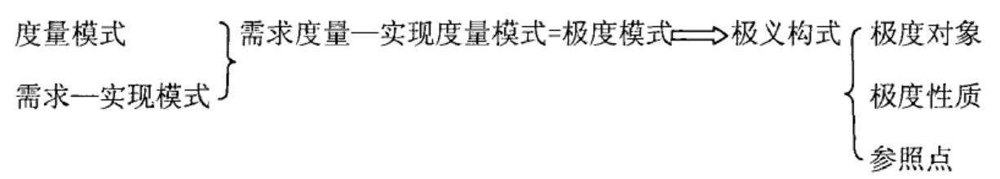 度量模式
需求—实现模式
需求度量—实现度量模式=极度模式⟹极义构式
极度对象
极度性质
参照点